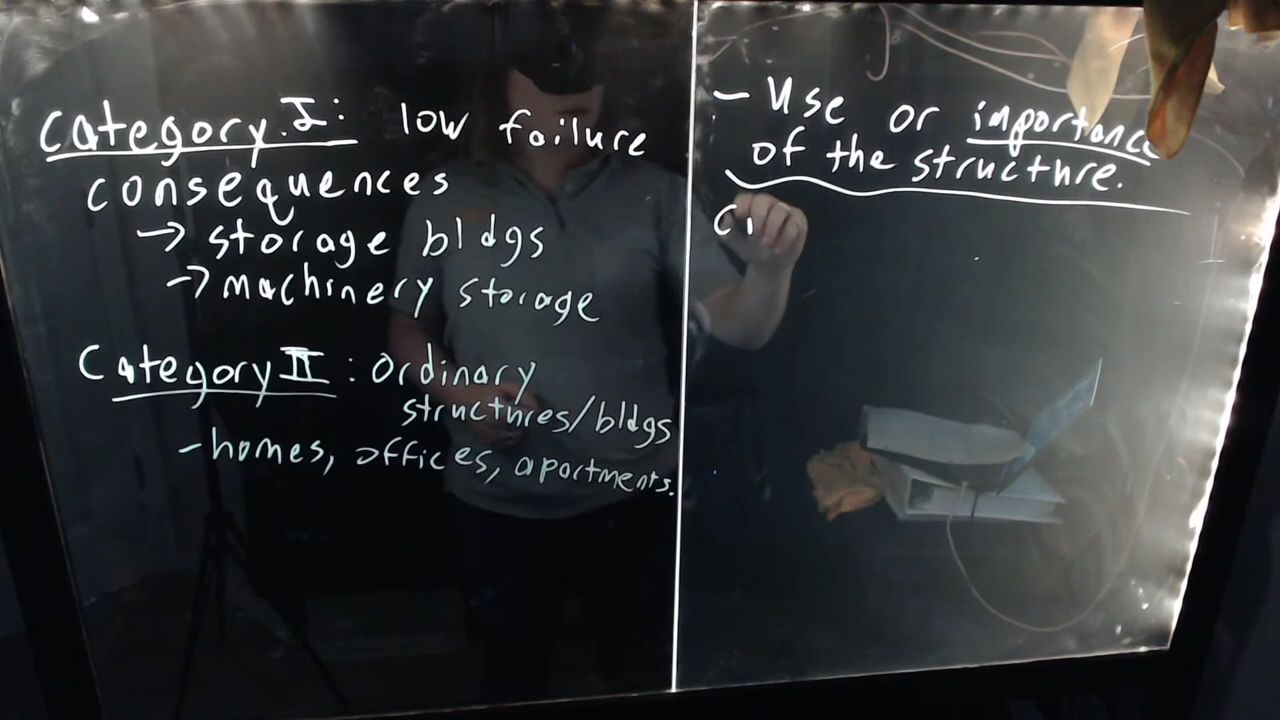 Category I: low failure
consequences
→ storage bldgs
→ machinery storage
Category II: ordinary
structures/bldgs
- homes, offices, apartments.
- Use or importance
of the structure.